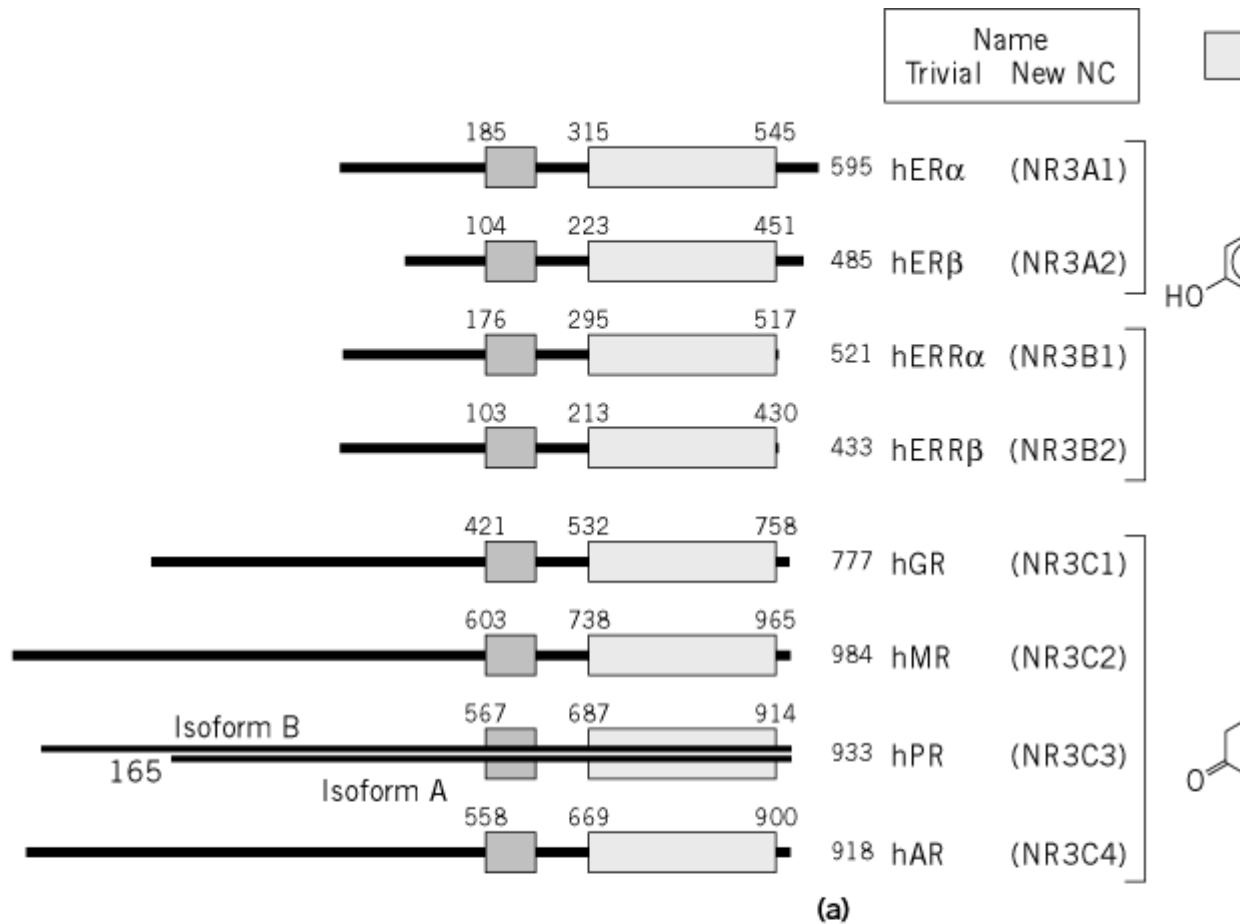 Name
Trivial New NC
185 315 545
595 hERα (NR3A1)
104 223 451
485 hERβ (NR3A2)
HO
176 295 517
521 hERRα (NR3B1)
103 213 430
433 hERRβ (NR3B2)
421 532 758
777 hGR (NR3C1)
603 738 965
984 hMR (NR3C2)
567 687 914
Isoform B
933 hPR (NR3C3)
165
Isoform A
O
558 669 900
918 hAR (NR3C4)
(a)